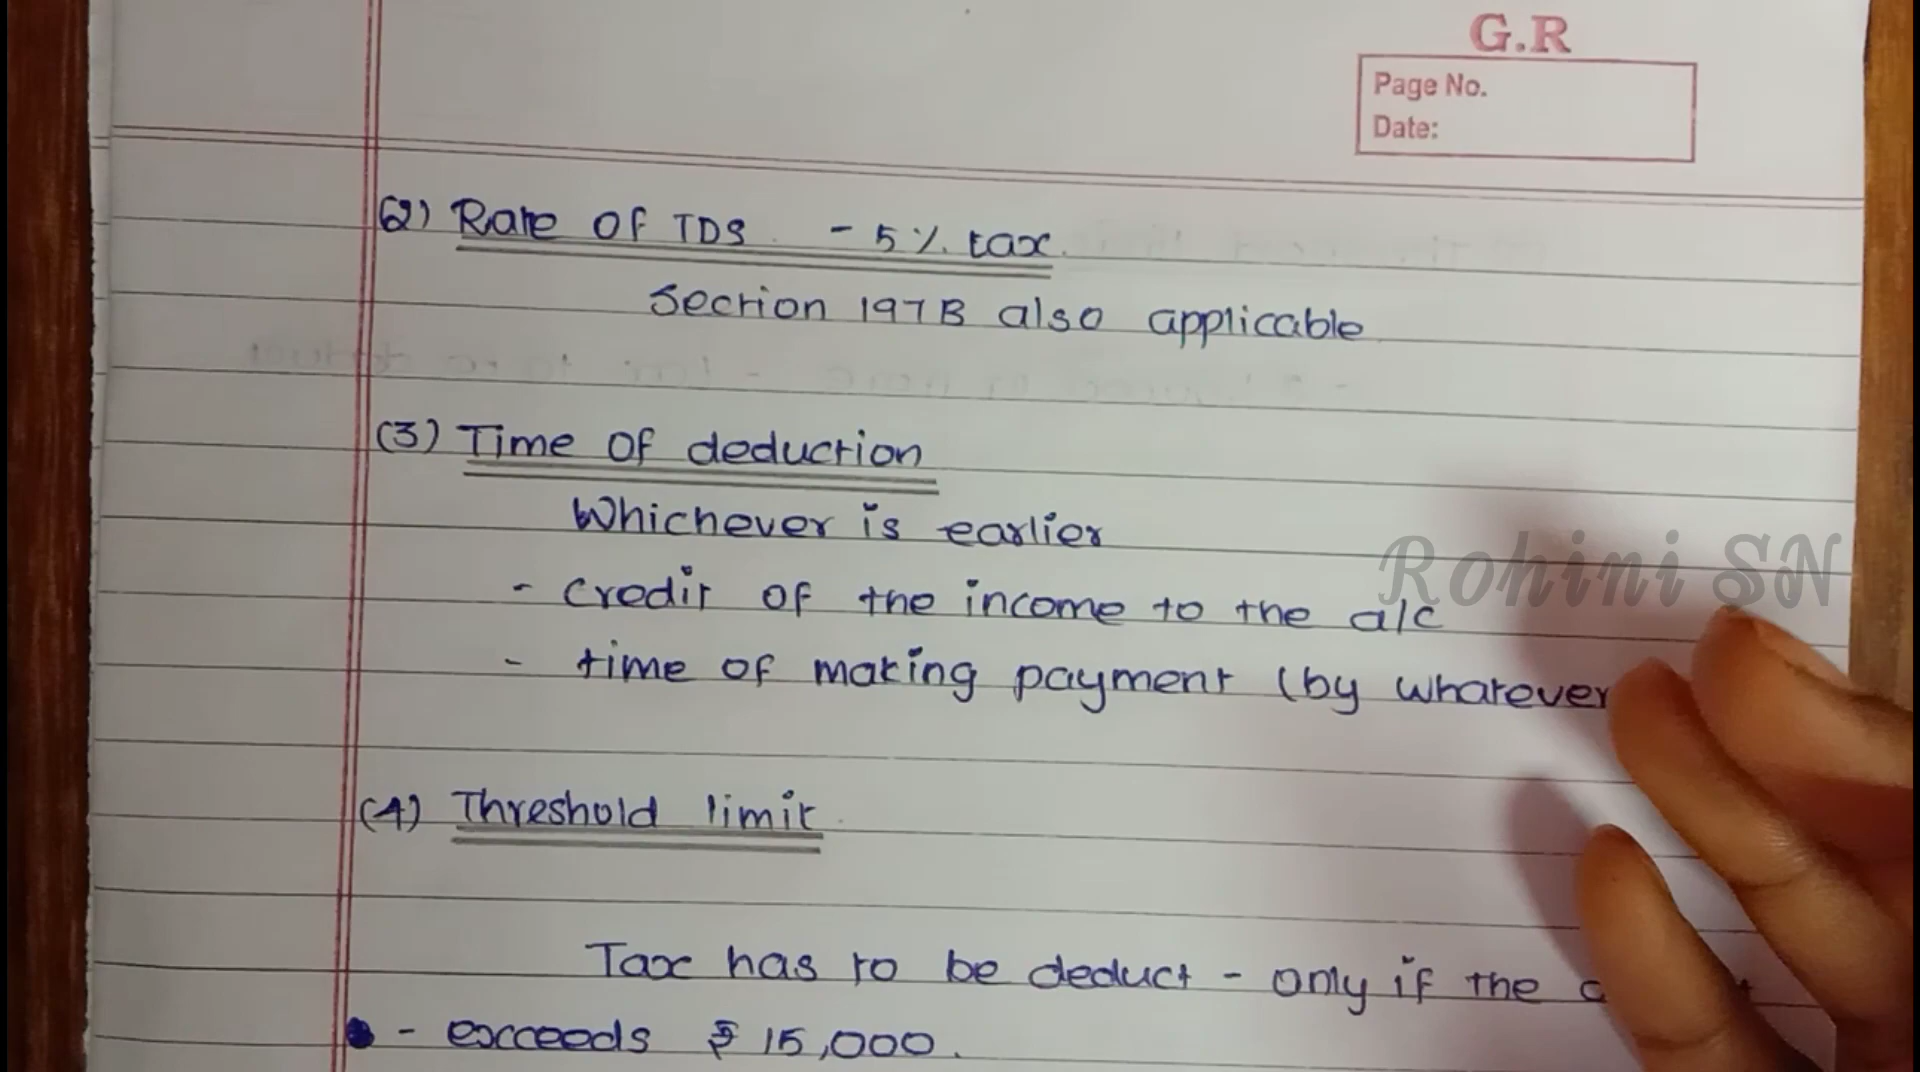 G.R
Page No.
Date:
(2) Rate of TDS - 5% tax.
Section 197B also applicable
(3) Time of deduction
Whichever is earlier
- credit of the income to the a/c
- time of making payment (by whatever
Rohini SN
(4) Threshold limit
Tax has to be deduct - only if the
- exceeds ₹ 15,000.